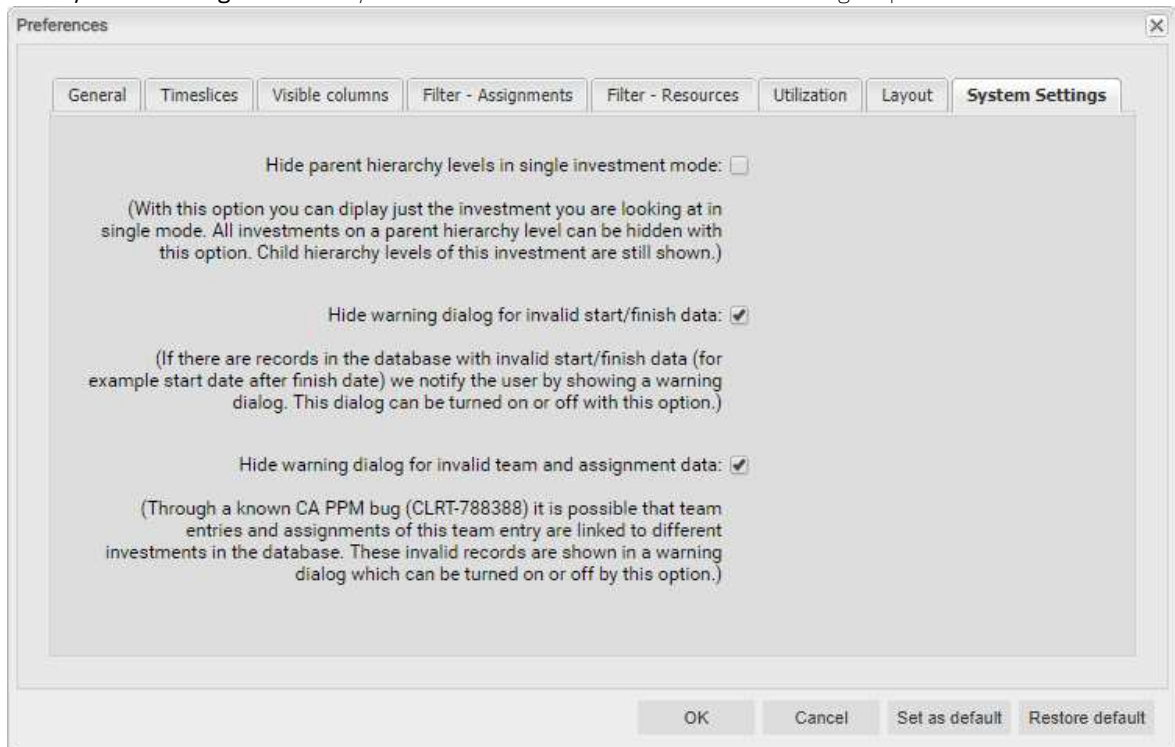 Preferences
General Timeslices Visible columns Filter - Assignments Filter - Resources Utilization Layout System Settings
Hide parent hierarchy levels in single investment mode:
(With this option you can diplay just the investment you are looking at in
single mode. All investments on a parent hierarchy level can be hidden with
this option. Child hierarchy levels of this investment are still shown.)
Hide warning dialog for invalid start/finish data:
(If there are records in the database with invalid start/finish data (for
example start date after finish date) we notify the user by showing a warning
dialog. This dialog can be turned on or off with this option.)
Hide warning dialog for invalid team and assignment data:
(Through a known CA PPM bug (CLRT-788388) it is possible that team
entries and assignments of this team entry are linked to different
investments in the database. These invalid records are shown in a warning
dialog which can be turned on or off by this option.)
OK Cancel Set as default Restore default